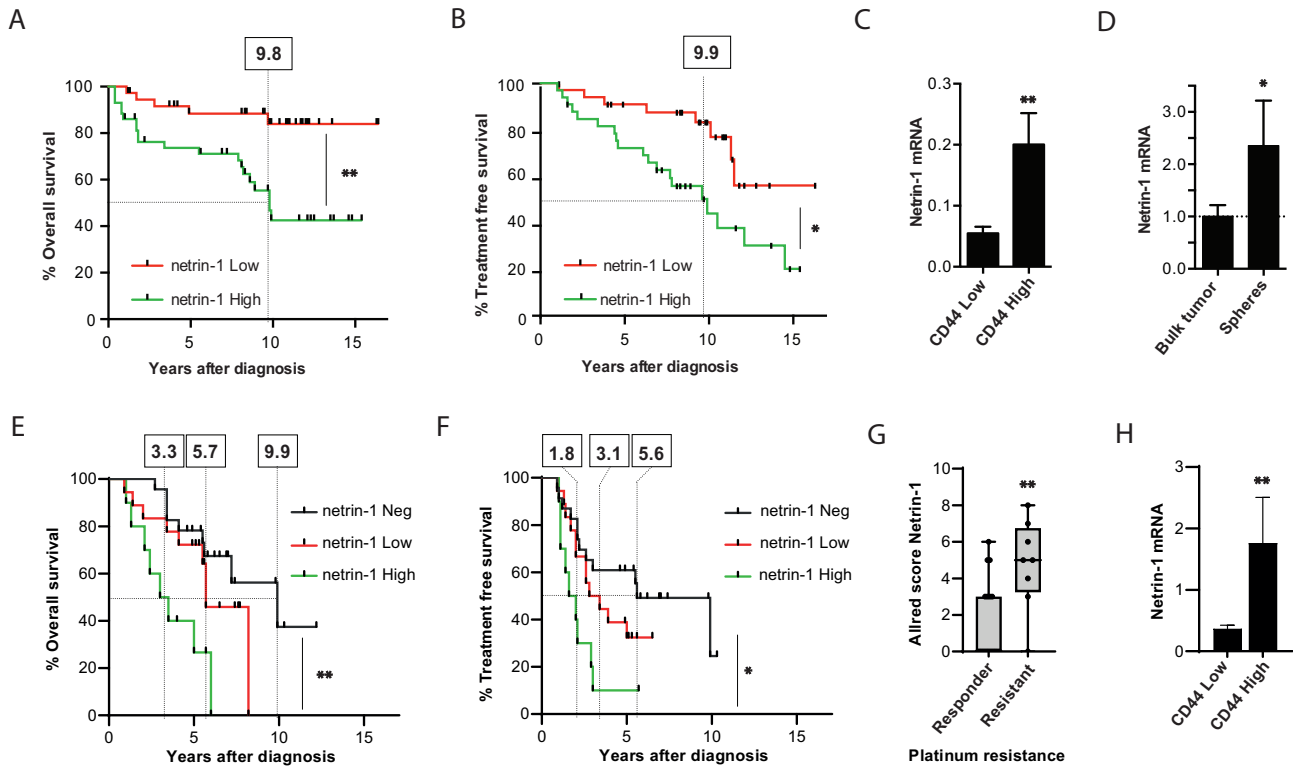 A
9.8
% Overall survival
100
80
60
40
20
0
**
netrin-1 Low
netrin-1 High
0 5 10 15
Years after diagnosis
B
9.9
% Treatment free survival
100
80
60
40
20
0
*
netrin-1 Low
netrin-1 High
0 5 10 15
Years after diagnosis
C
Netrin-1 mRNA
0.3
0.2
0.1
0.0
**
CD44 Low
CD44 High
D
Netrin-1 mRNA
3.0
2.0
1.0
0.0
*
Bulk tumor
Spheres
E
3.3 5.7 9.9
% Overall survival
100
80
60
40
20
0
netrin-1 Neg
netrin-1 Low
netrin-1 High
**
0 5 10 15
Years after diagnosis
F
1.8 3.1 5.6
% Treatment free survival
100
80
60
40
20
0
netrin-1 Neg
netrin-1 Low
netrin-1 High
*
0 5 10 15
Years after diagnosis
G
Allred score Netrin-1
10
8
6
4
2
0
**
Responder
Resistant
Platinum resistance
H
Netrin-1 mRNA
3
2
1
0
**
CD44 Low
CD44 High